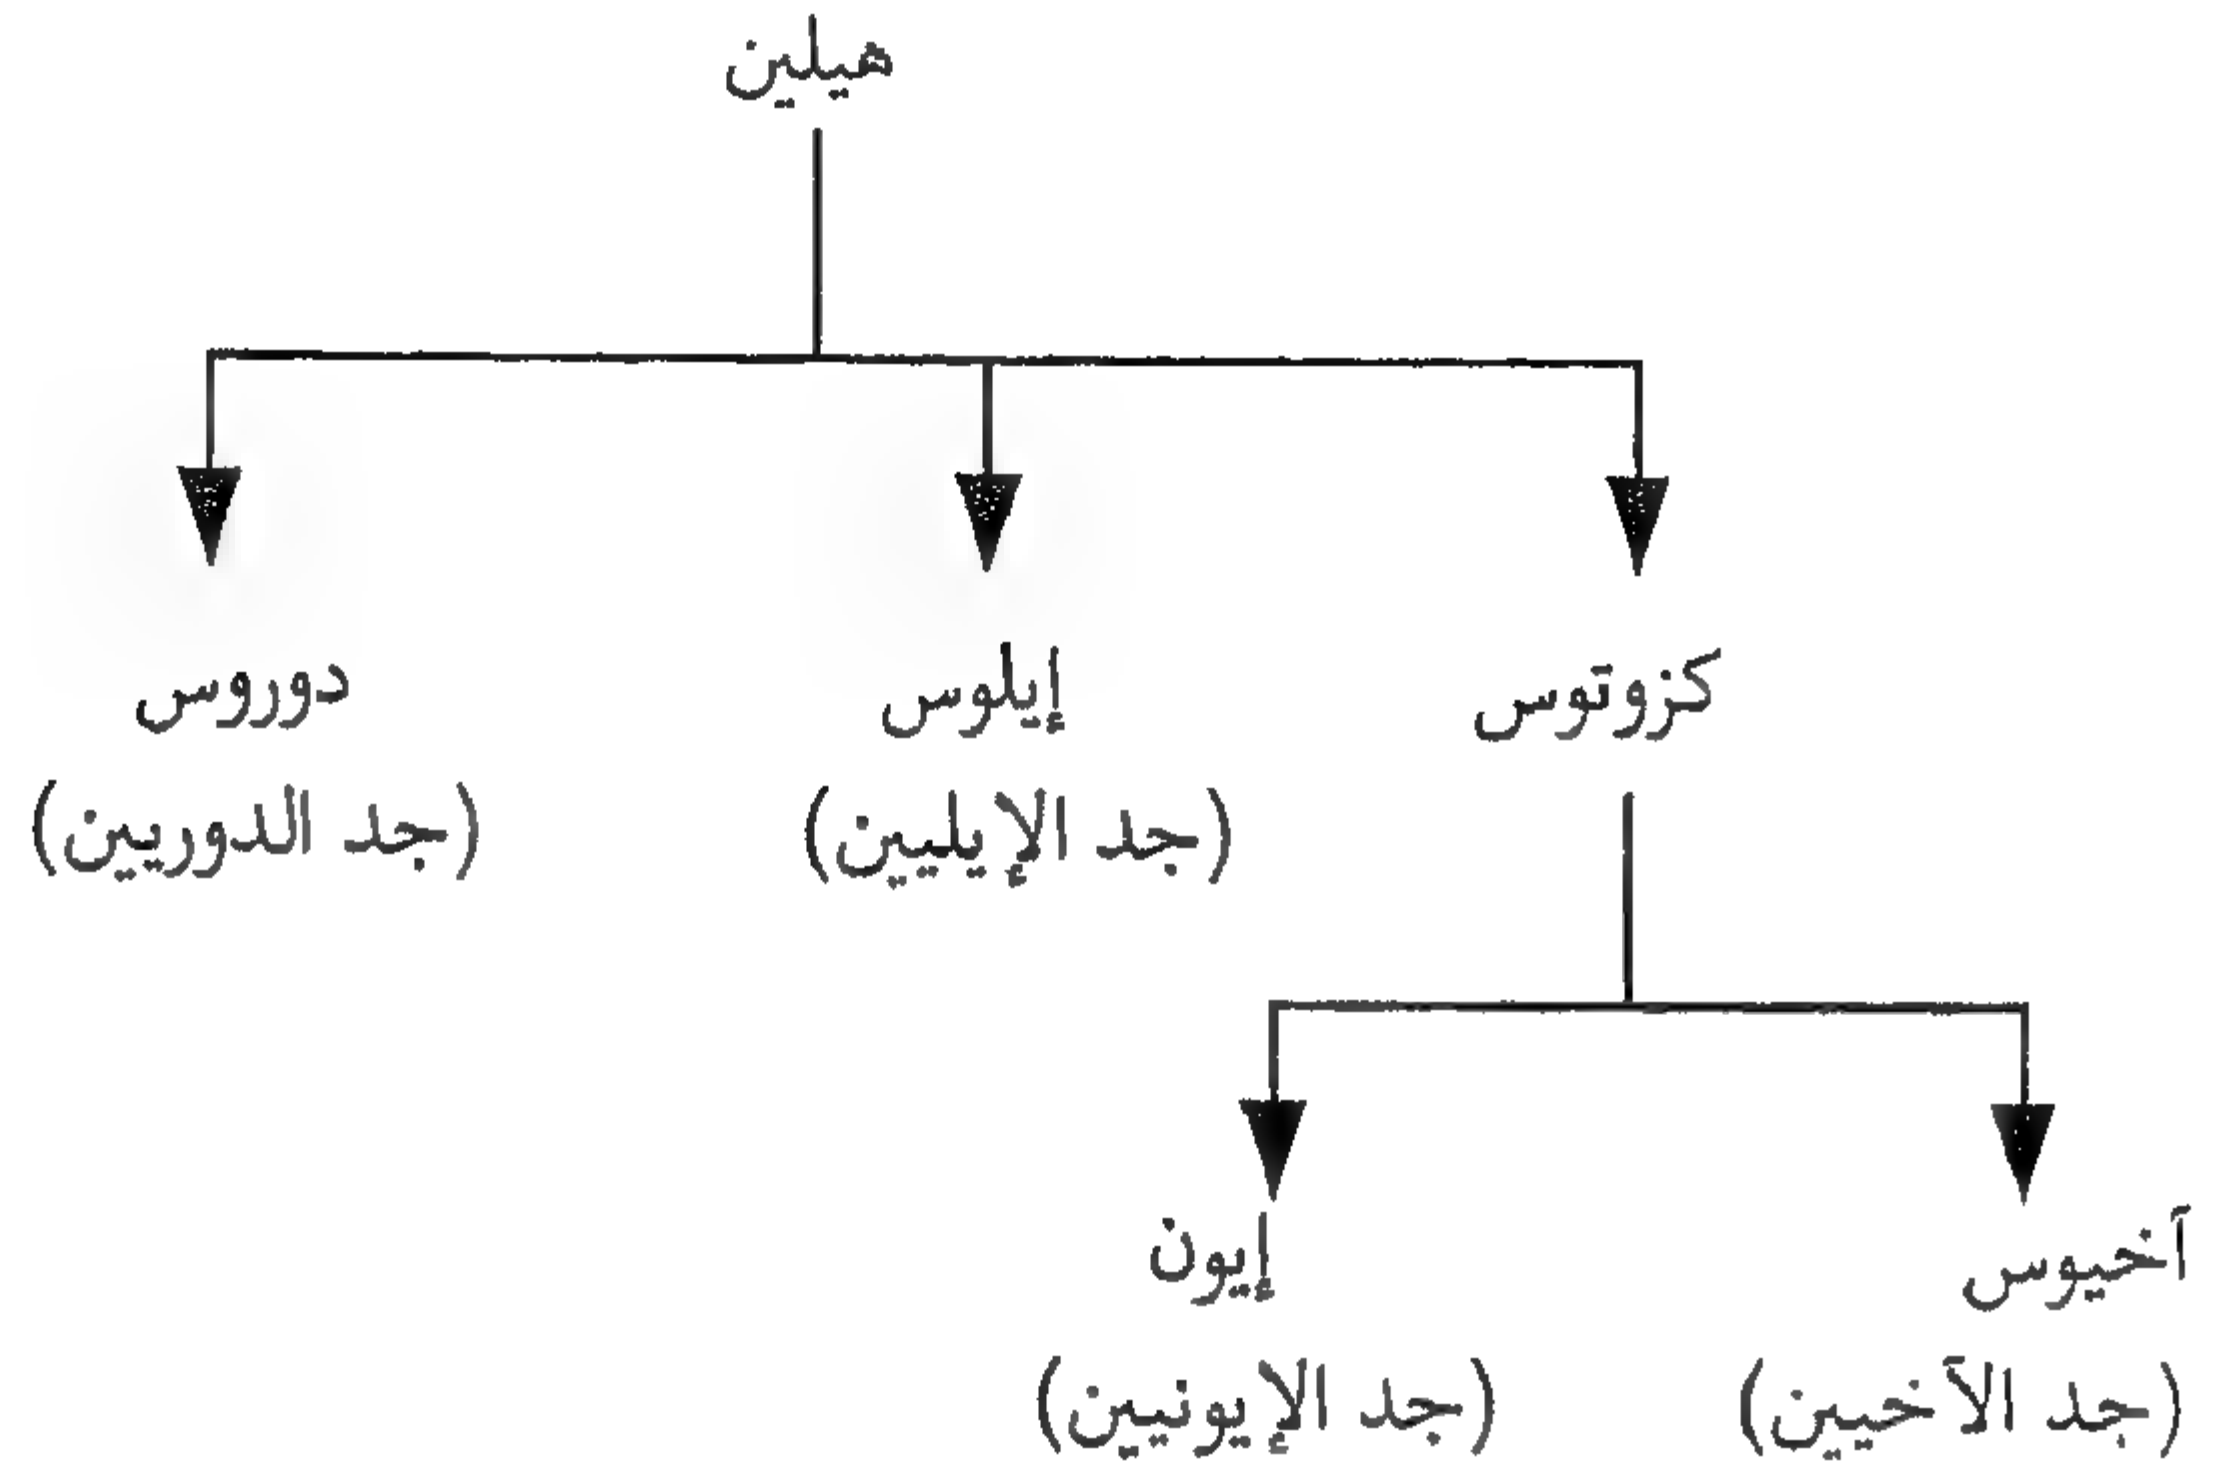 هيلين
كزوتوس
إيلوس
(جد الإيليين)
دوروس
(جد الدوريين)
آخيوس
(جد الآخيين)
إيون
(جد الإيونيين)